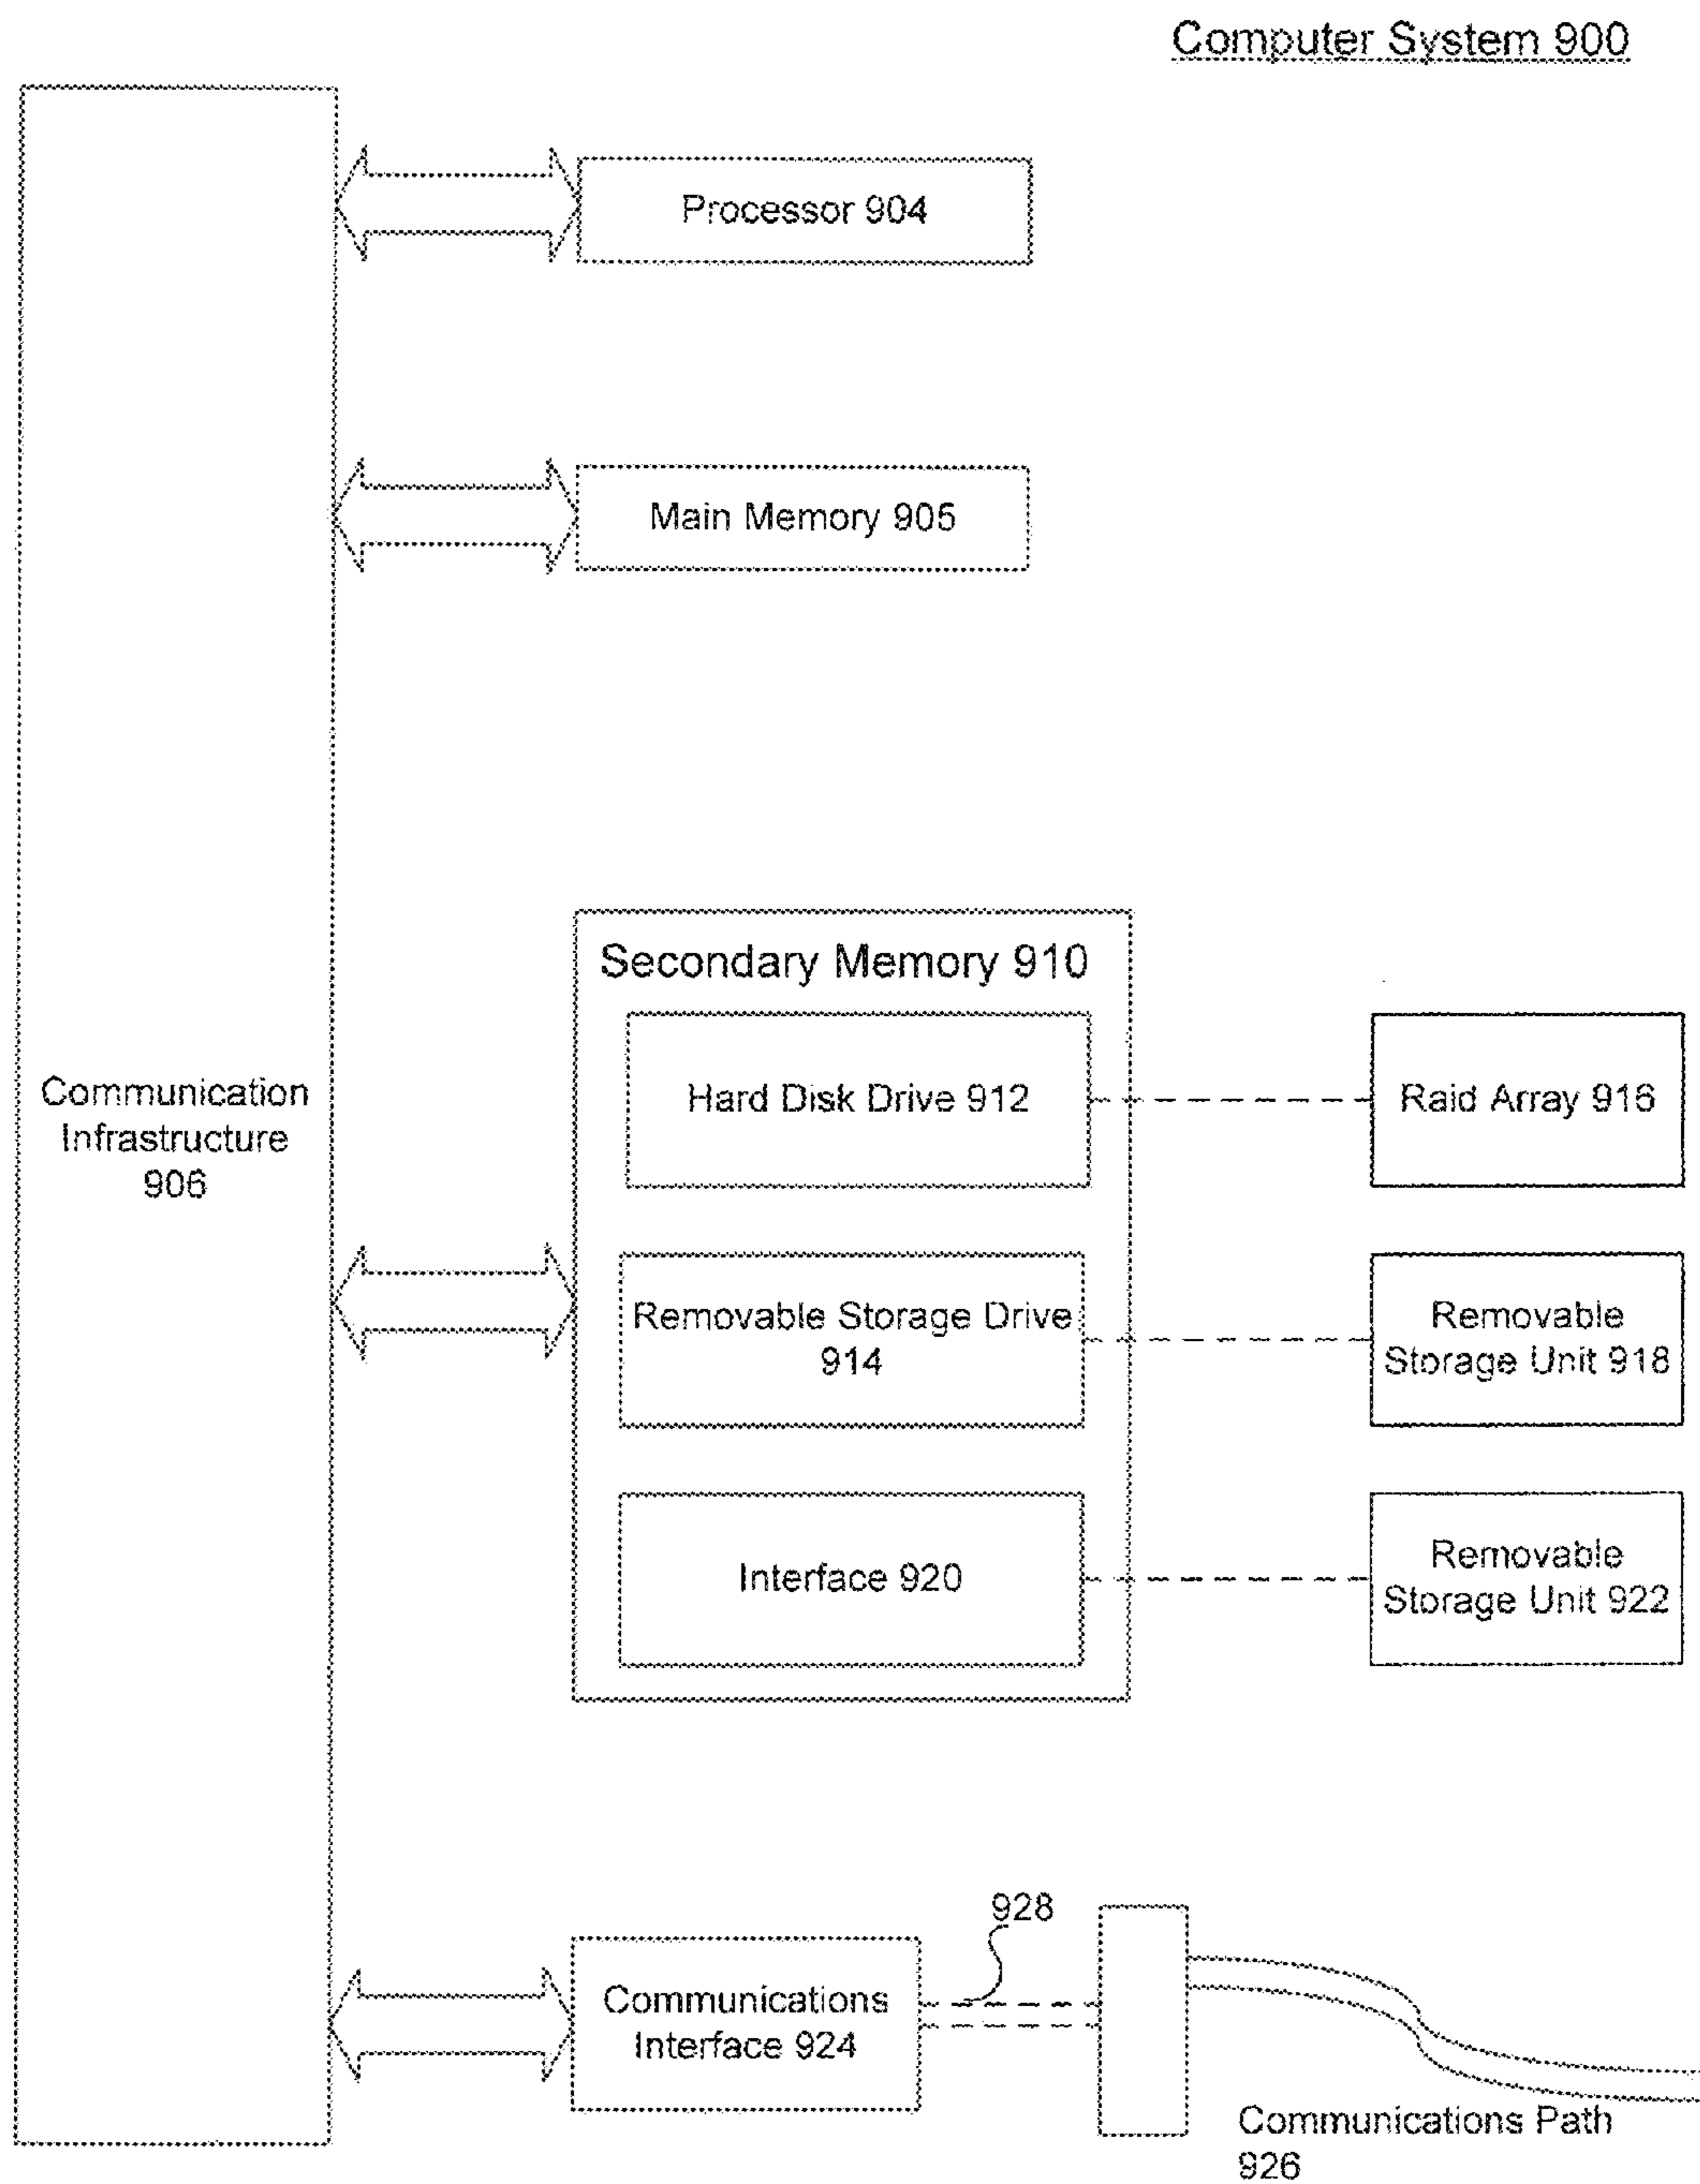 Computer System 900
Processor 904
Main Memory 905
Communication
Infrastructure
906
Secondary Memory 910
Hard Disk Drive 912
Raid Array 916
Removable Storage Drive
914
Removable
Storage Unit 918
Interface 920
Removable
Storage Unit 922
928
Communications
Interface 924
Communications Path
926